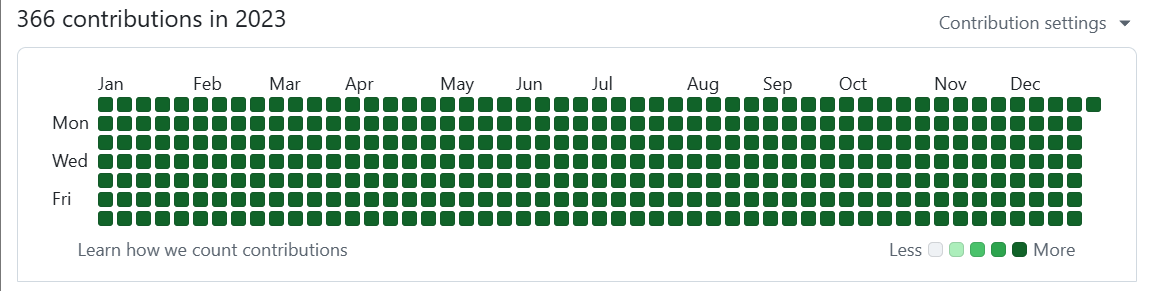 366 contributions in 2023
Contribution settings
Jan Feb Mar Apr May Jun Jul Aug Sep Oct Nov Dec
Mon
Wed
Fri
Learn how we count contributions
Less More